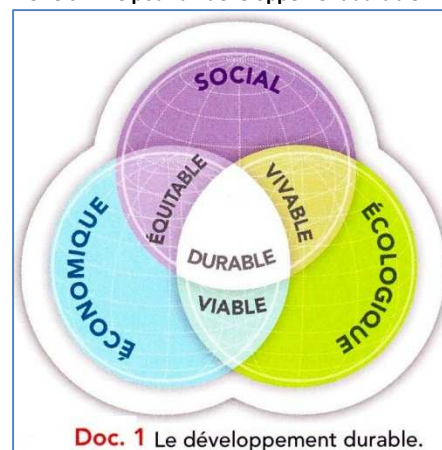 SOCIAL
ÉQUITABLE
VIVABLE
ÉCONOMIQUE
ÉCOLOGIQUE
DURABLE
VIABLE
Doc. 1 Le développement durable.